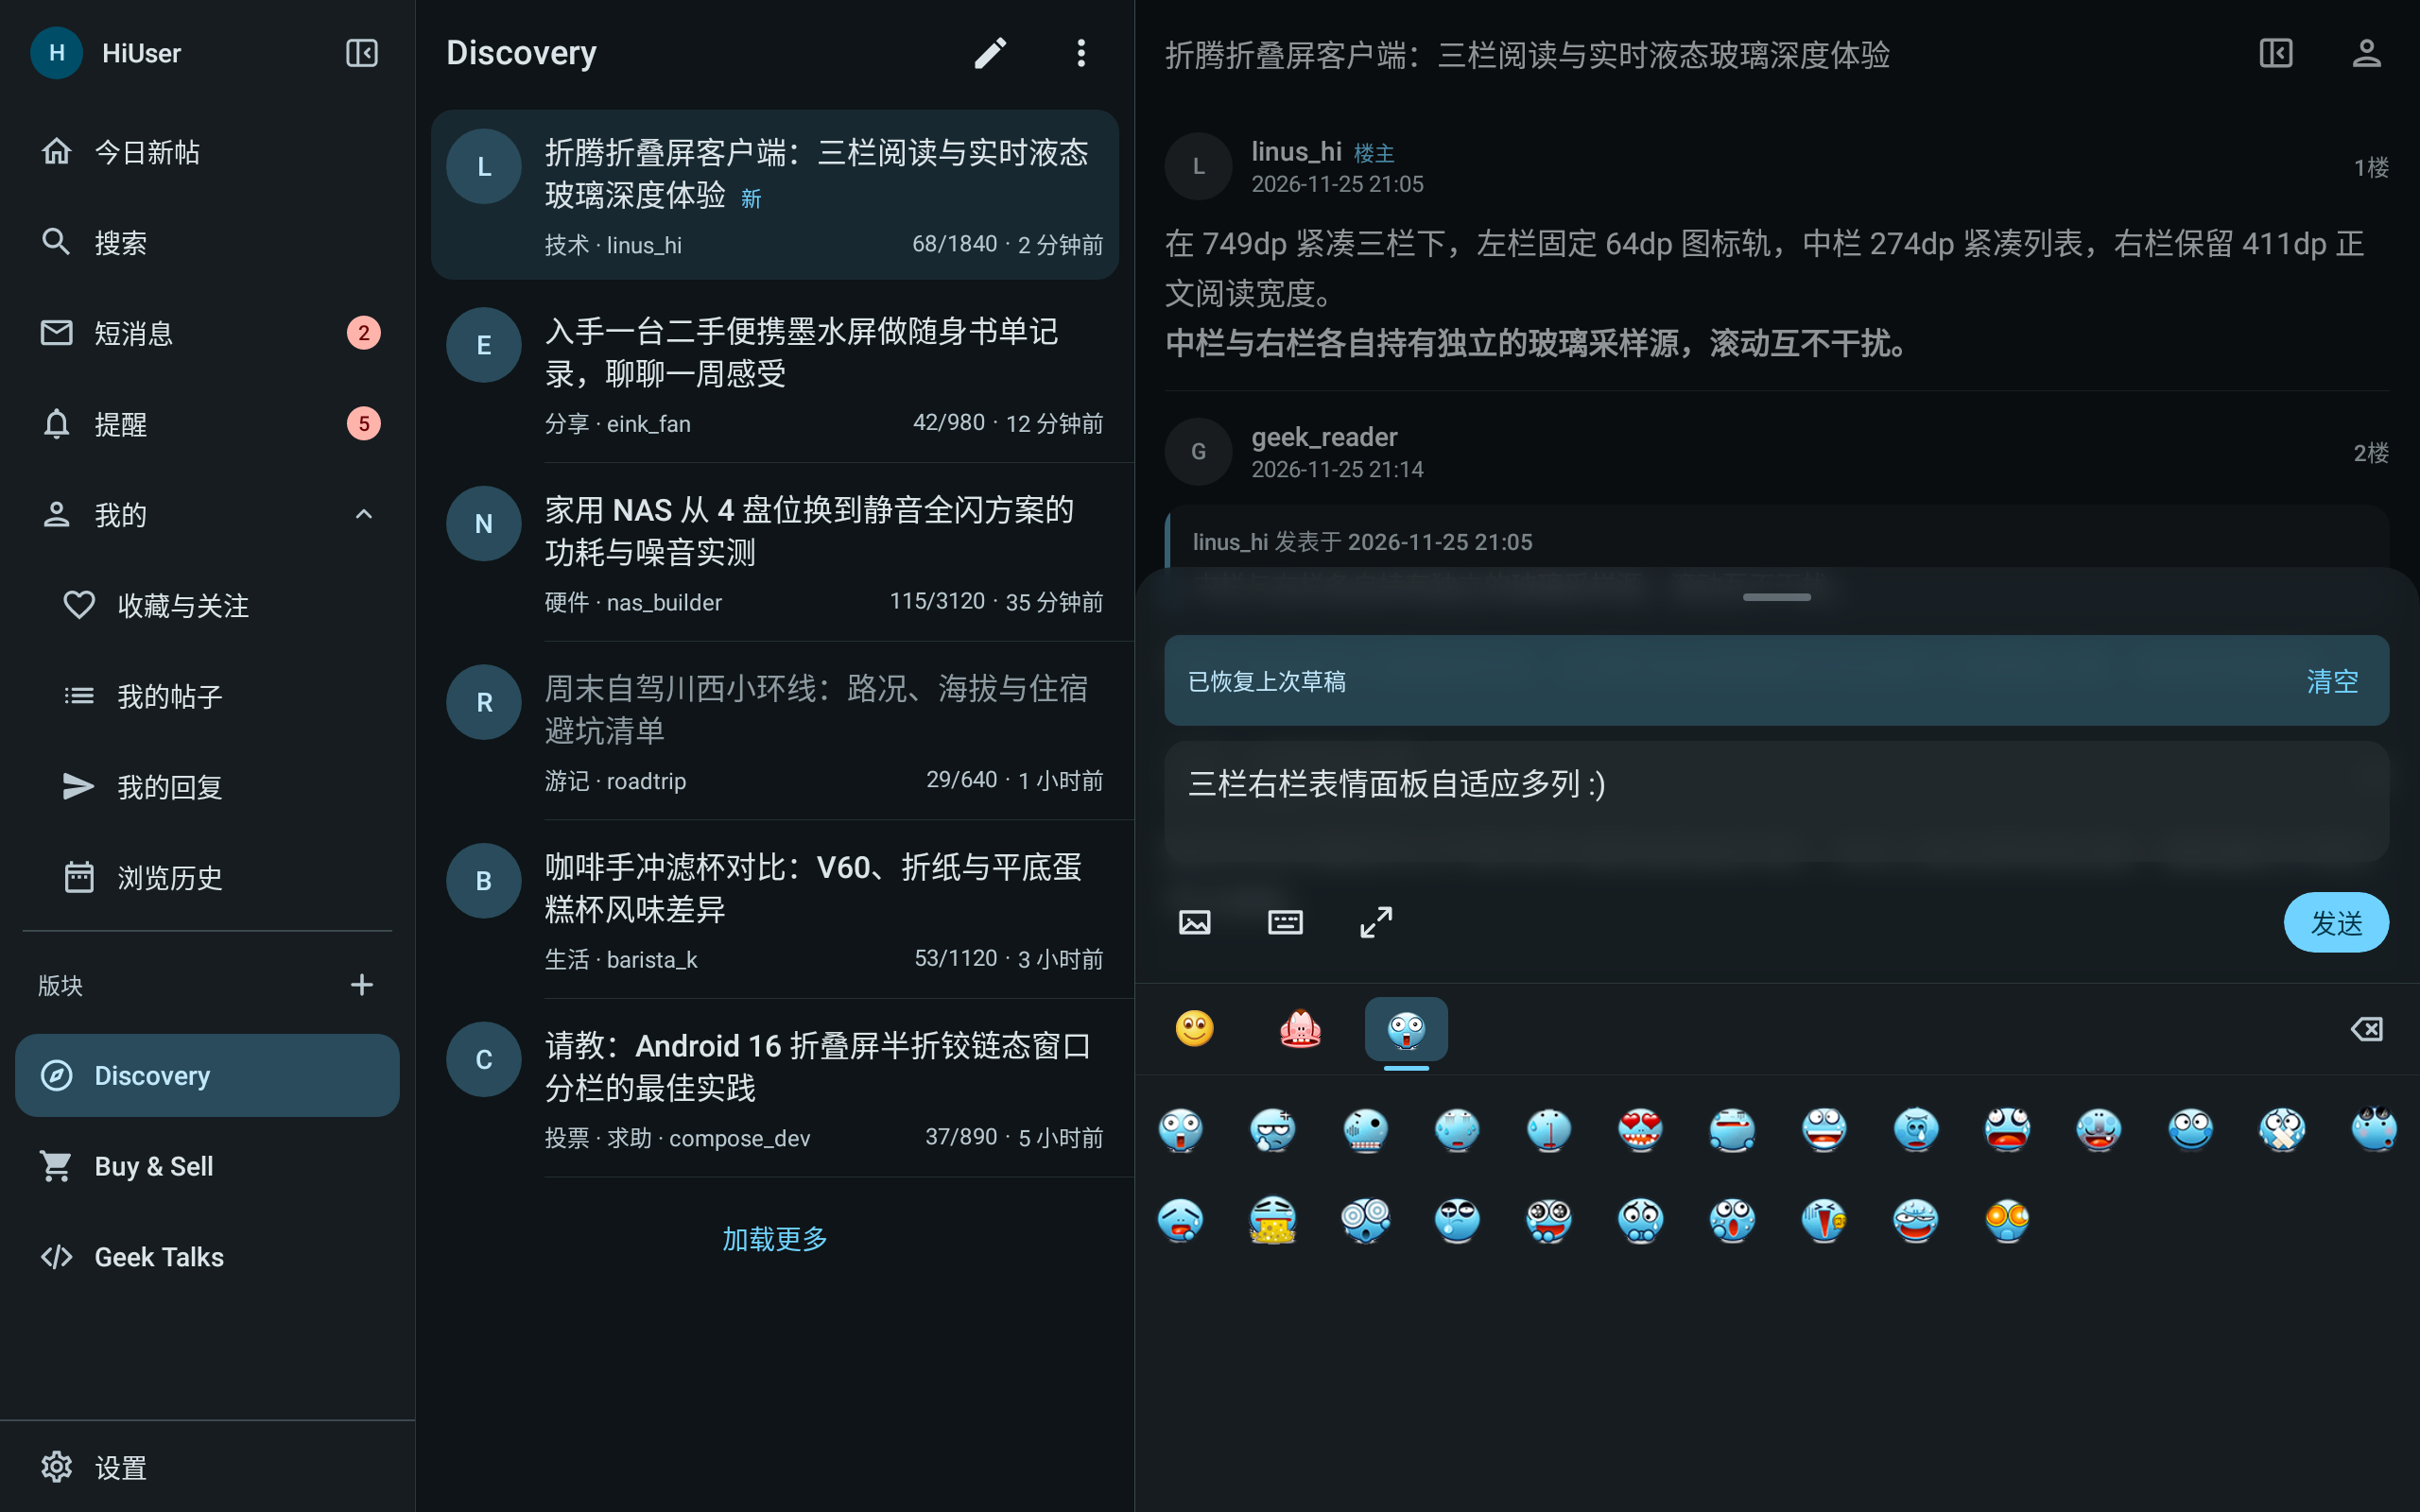 H HiUser
今日新帖
搜索
短消息 2
提醒 5
我的
收藏与关注
我的帖子
我的回复
浏览历史
版块
Discovery
Buy & Sell
Geek Talks
设置
Discovery
L
折腾折叠屏客户端：三栏阅读与实时液态
玻璃深度体验 新
技术 · linus_hi 68/1840 · 2 分钟前
E
入手一台二手便携墨水屏做随身书单记
录，聊聊一周感受
分享 · eink_fan 42/980 · 12 分钟前
N
家用 NAS 从 4 盘位换到静音全闪方案的
功耗与噪音实测
硬件 · nas_builder 115/3120 · 35 分钟前
R
周末自驾川西小环线：路况、海拔与住宿
避坑清单
游记 · roadtrip 29/640 · 1 小时前
B
咖啡手冲滤杯对比：V60、折纸与平底蛋
糕杯风味差异
生活 · barista_k 53/1120 · 3 小时前
C
请教：Android 16 折叠屏半折铰链态窗口
分栏的最佳实践
投票 · 求助 · compose_dev 37/890 · 5 小时前
加载更多
折腾折叠屏客户端：三栏阅读与实时液态玻璃深度体验
L
linus_hi 楼主
2026-11-25 21:05
1楼
在 749dp 紧凑三栏下，左栏固定 64dp 图标轨，中栏 274dp 紧凑列表，右栏保留 411dp 正
文阅读宽度。
中栏与右栏各自持有独立的玻璃采样源，滚动互不干扰。
G
geek_reader
2026-11-25 21:14
2楼
linus_hi 发表于 2026-11-25 21:05
已恢复上次草稿 清空
三栏右栏表情面板自适应多列 :)
发送